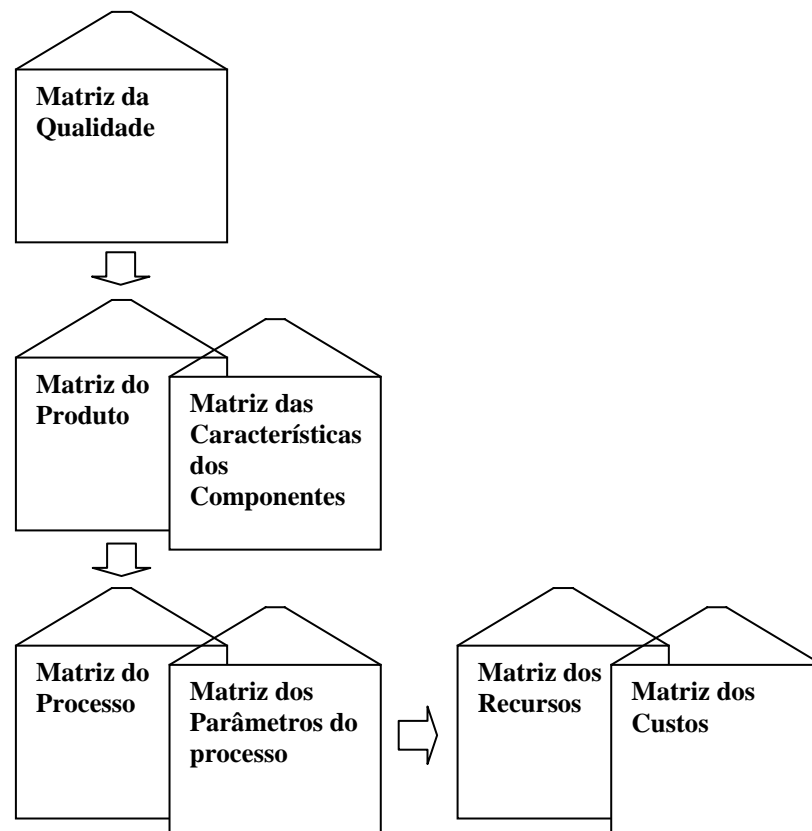 Matriz da
Qualidade
Matriz do
Produto
Matriz das
Características
dos
Componentes
Matriz do
Processo
Matriz dos
Parâmetros do
processo
Matriz dos
Recursos
Matriz dos
Custos